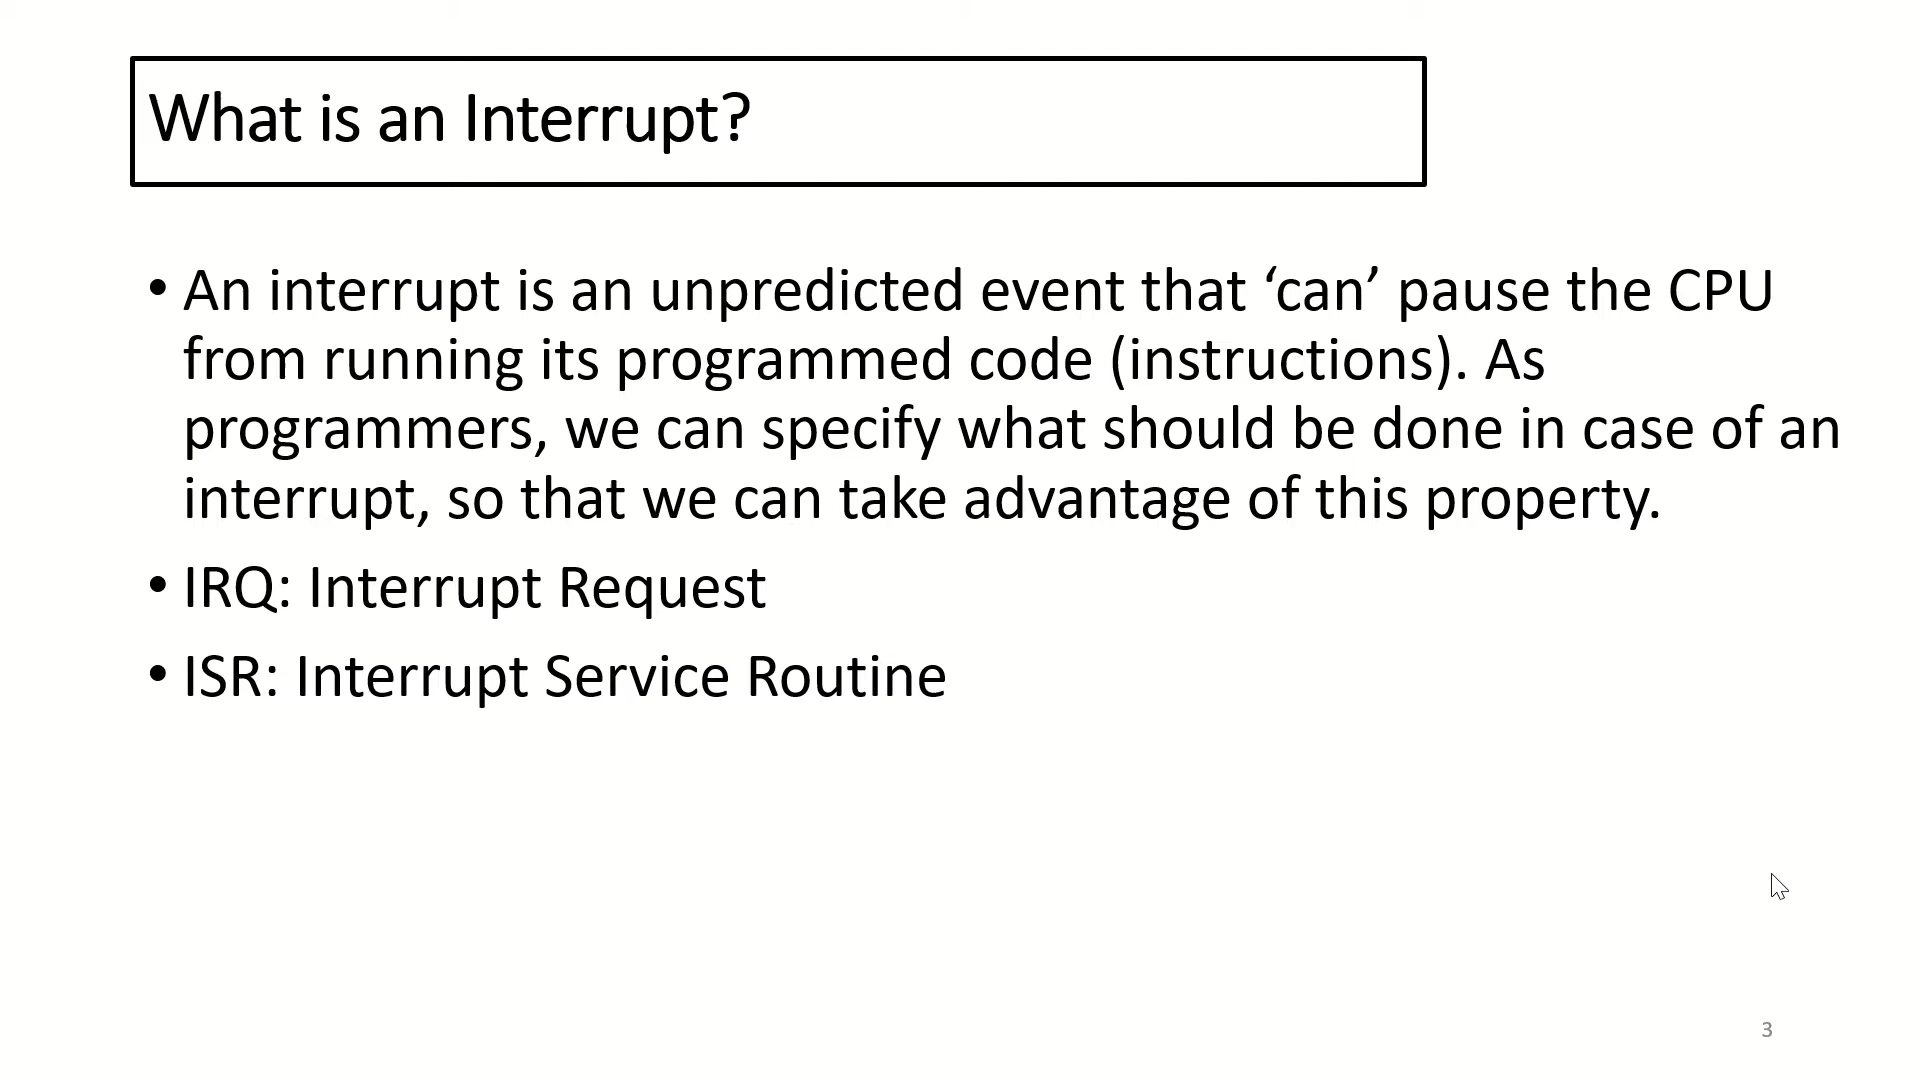 What is an Interrupt?
• An interrupt is an unpredicted event that ‘can’ pause the CPU
from running its programmed code (instructions). As
programmers, we can specify what should be done in case of an
interrupt, so that we can take advantage of this property.
• IRQ: Interrupt Request
• ISR: Interrupt Service Routine
3